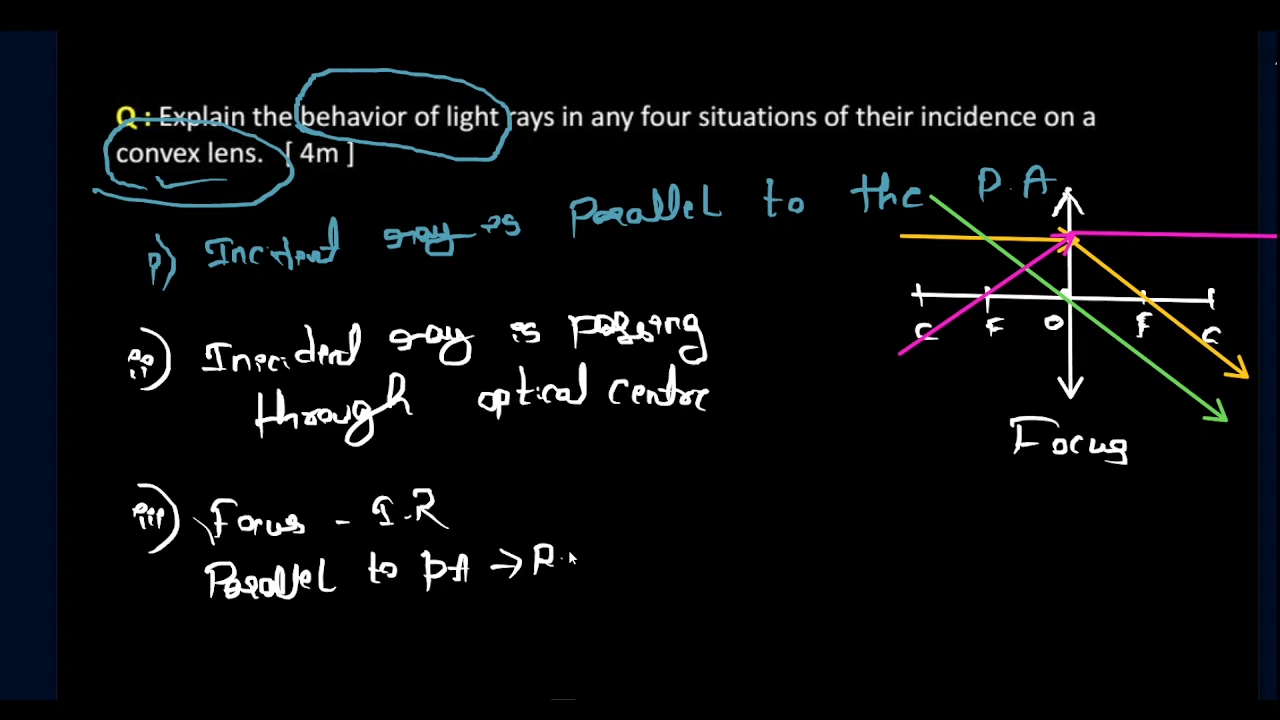 Q : Explain the behavior of light rays in any four situations of their incidence on a
convex lens. [ 4m ]
i) Incident ray is parallel to the P.A
ii) Incident ray is passing
through optical centre
iii) Focus - I.R
Parallel to PA → R.
C F O F C
Focus